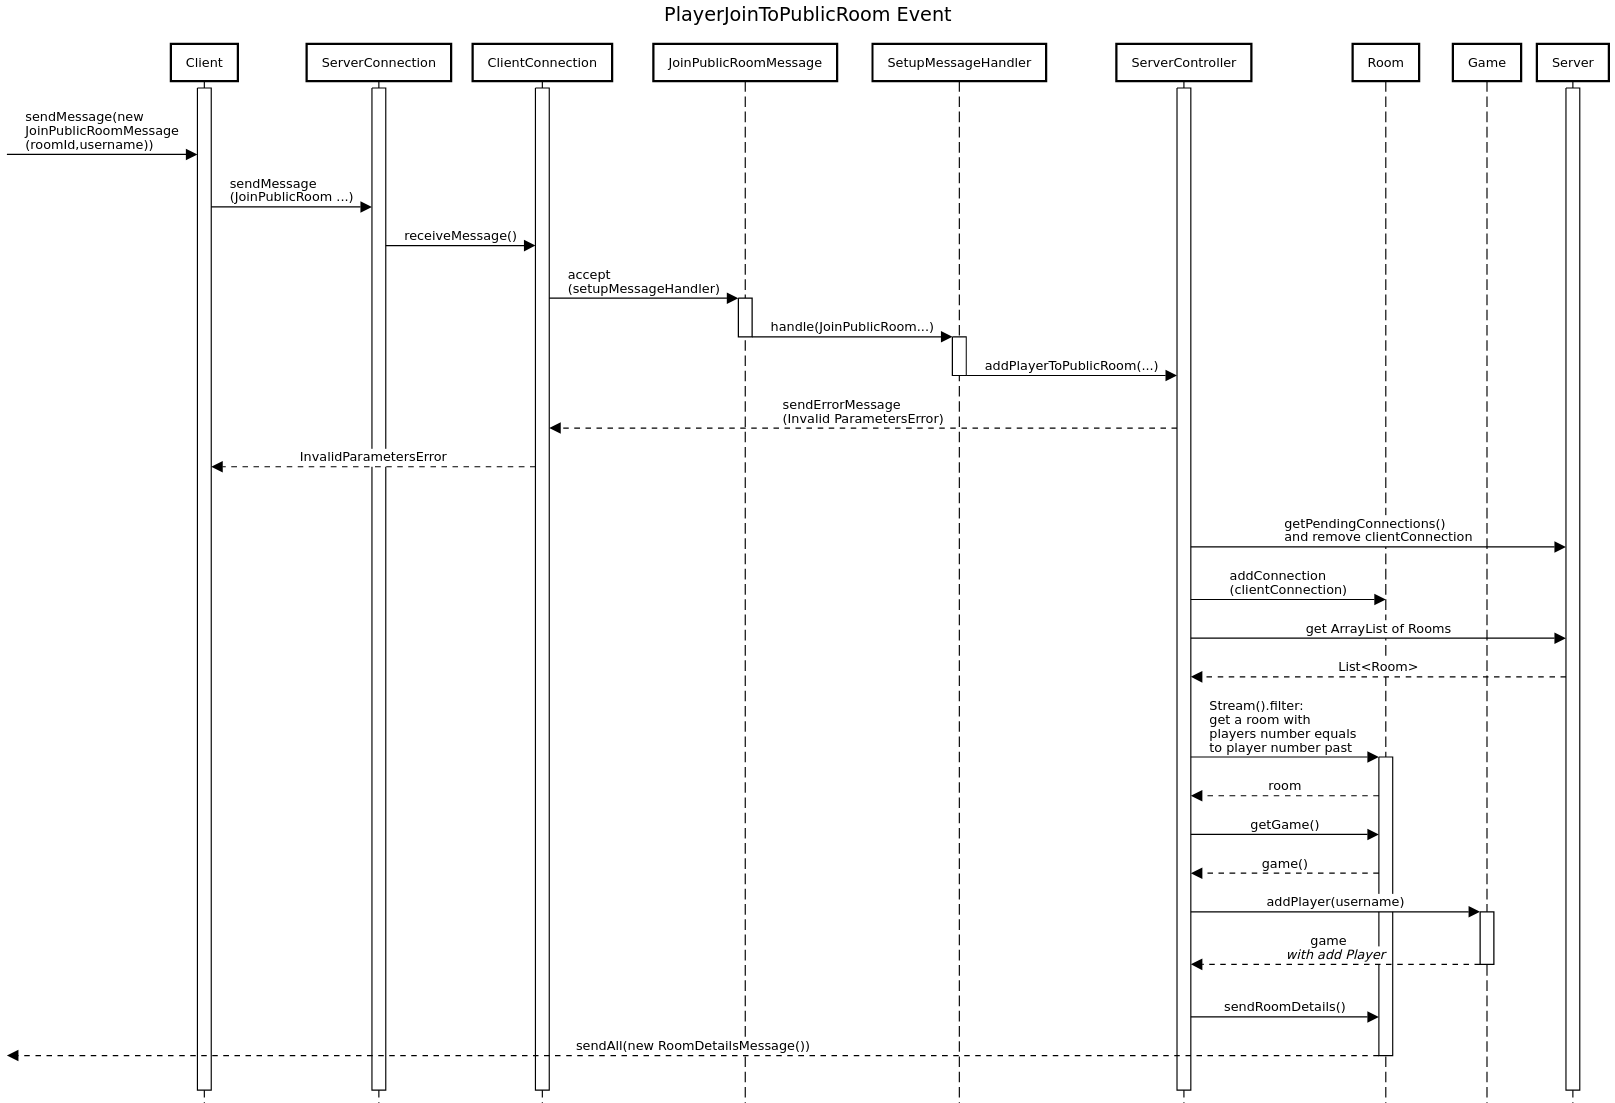 PlayerJoinToPublicRoom Event
Client
ServerConnection
ClientConnection
JoinPublicRoomMessage
SetupMessageHandler
ServerController
Room
Game
Server
sendMessage(new
JoinPublicRoomMessage
(roomId,username))
sendMessage
(JoinPublicRoom ...)
receiveMessage()
accept
(setupMessageHandler)
handle(JoinPublicRoom...)
addPlayerToPublicRoom(...)
sendErrorMessage
(Invalid ParametersError)
InvalidParametersError
getPendingConnections()
and remove clientConnection
addConnection
(clientConnection)
get ArrayList of Rooms
List<Room>
Stream().filter:
get a room with
players number equals
to player number past
room
getGame()
game()
addPlayer(username)
game
with add Player
sendRoomDetails()
sendAll(new RoomDetailsMessage())